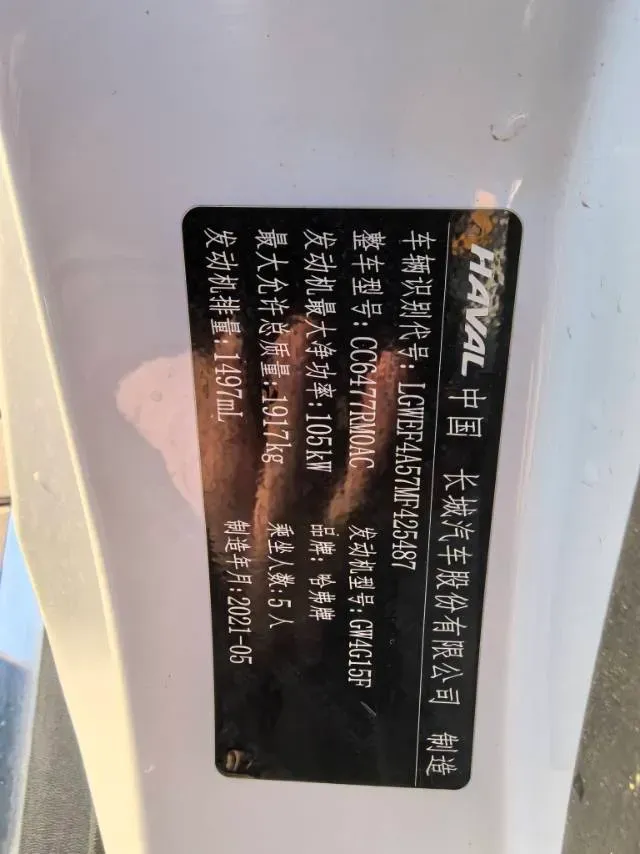 HAVAL 中国 长城汽车股份有限公司 制造
车辆识别代号:LGWEF4A57MF425487
整车型号:CC6477RM0AC 发动机型号:GW4G15F
发动机最大净功率:105kW 品牌:哈弗牌
最大允许总质量:1917kg 乘坐人数:5人
发动机排量:1497mL 制造年月:2021-05